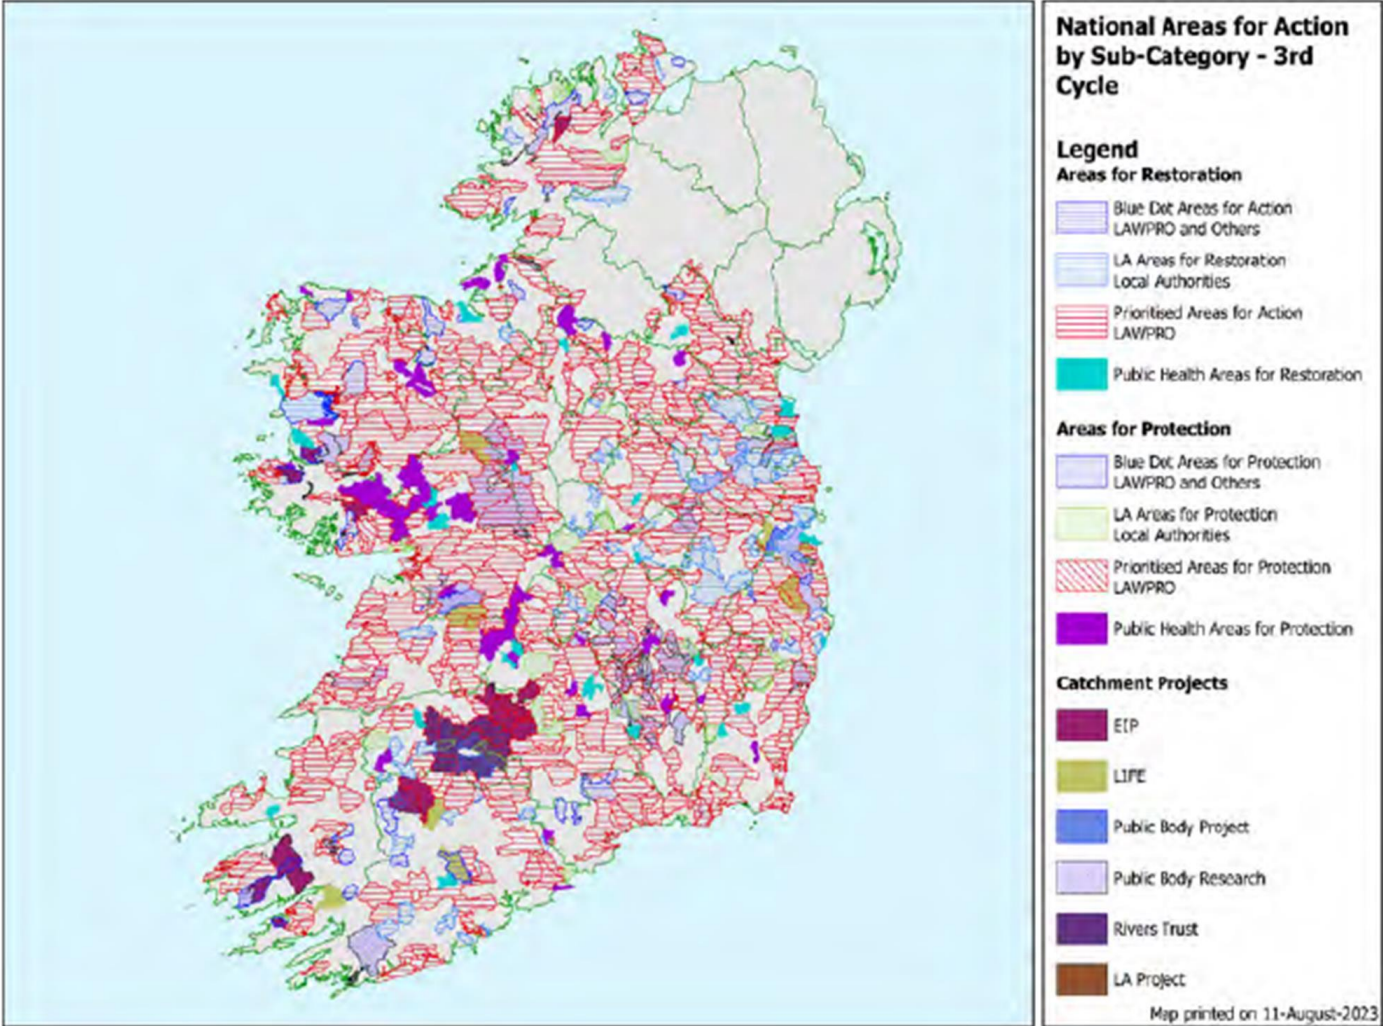 National Areas for Action
by Sub-Category - 3rd
Cycle
Legend
Areas for Restoration
Blue Dot Areas for Action
LAWPRO and Others
LA Areas for Restoration
Local Authorities
Prioritised Areas for Action
LAWPRO
Public Health Areas for Restoration
Areas for Protection
Blue Dot Areas for Protection
LAWPRO and Others
LA Areas for Protection
Local Authorities
Prioritised Areas for Protection
LAWPRO
Public Health Areas for Protection
Catchment Projects
EIP
LIFE
Public Body Project
Public Body Research
Rivers Trust
LA Project
Map printed on 11-August-2023